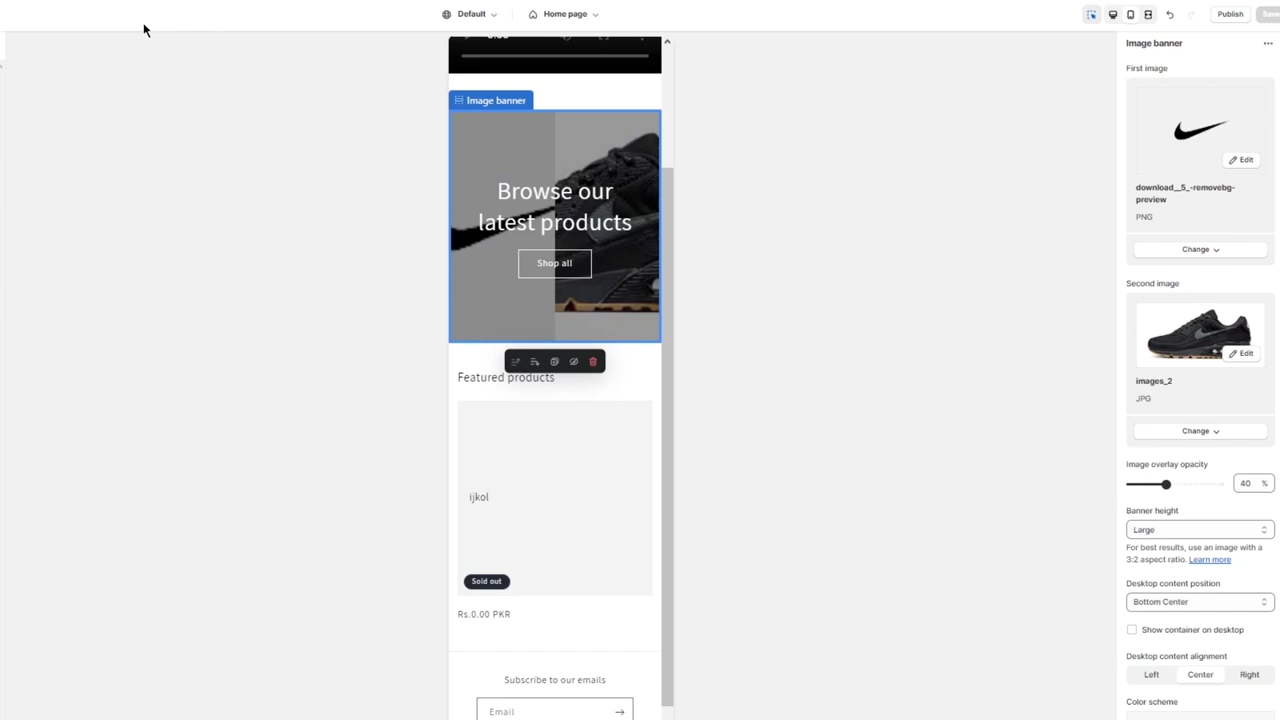 Default
Home page
Publish
Save
Image banner
First image
Edit
download__5_-removebg-
preview
PNG
Change
Second image
Edit
images_2
JPG
Change
Image overlay opacity
40 %
Banner height
Large
For best results, use an image with a
3:2 aspect ratio. Learn more
Desktop content position
Bottom Center
Show container on desktop
Desktop content alignment
Left Center Right
Color scheme
Image banner
Browse our
latest products
Shop all
Featured products
ijkol
Sold out
Rs.0.00 PKR
Subscribe to our emails
Email